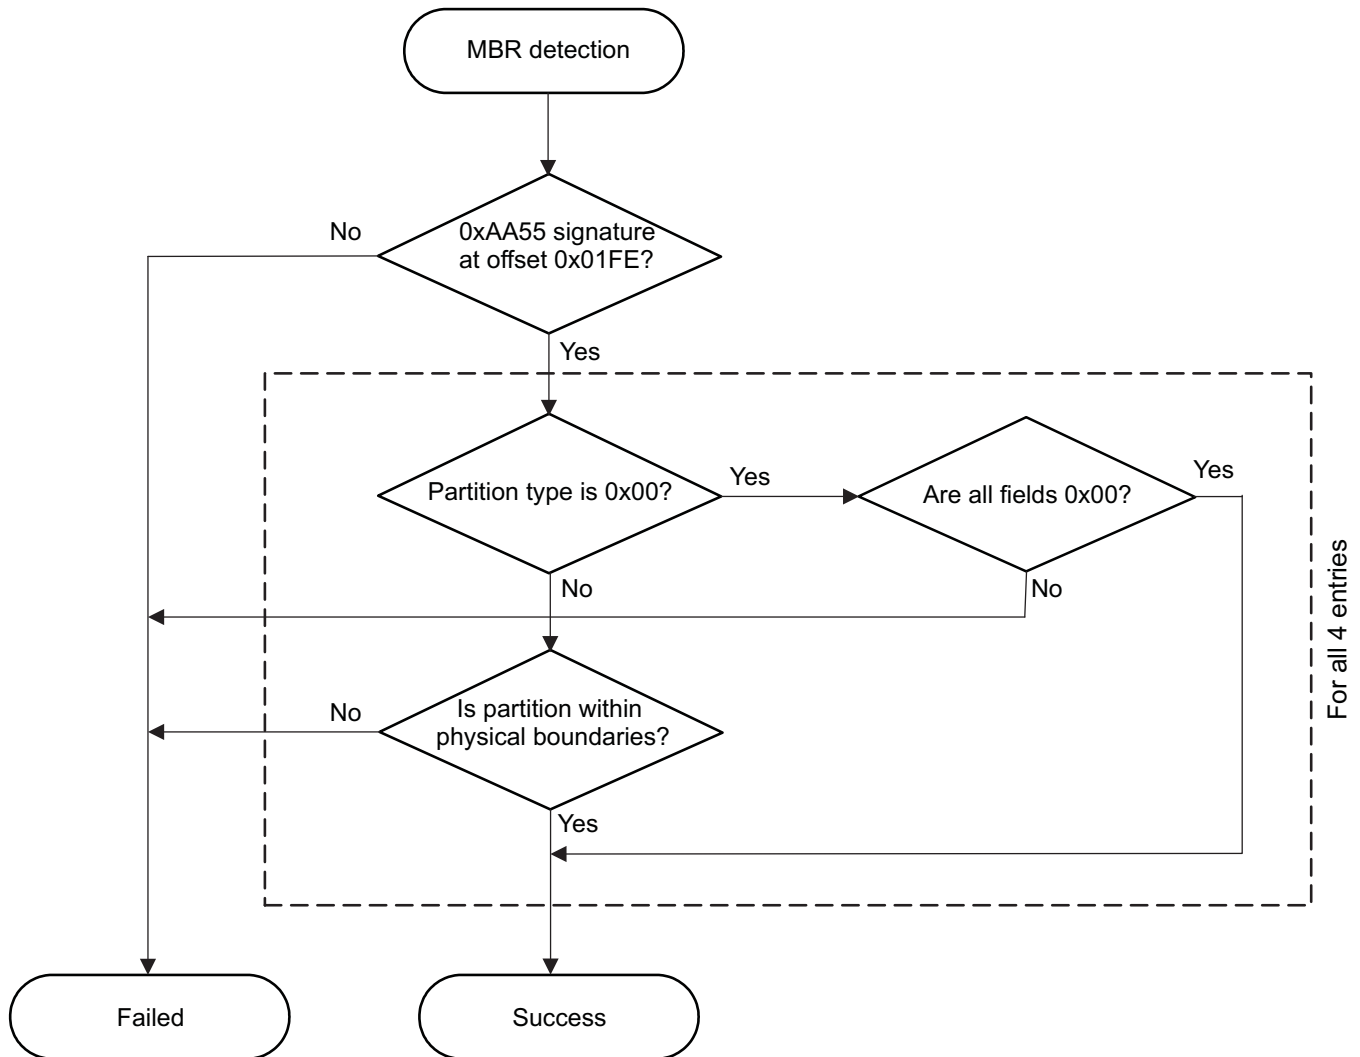 MBR detection
No
0xAA55 signature
at offset 0x01FE?
Yes
Partition type is 0x00?
Yes
Are all fields 0x00?
Yes
No
No
For all 4 entries
No
Is partition within
physical boundaries?
Yes
Failed
Success